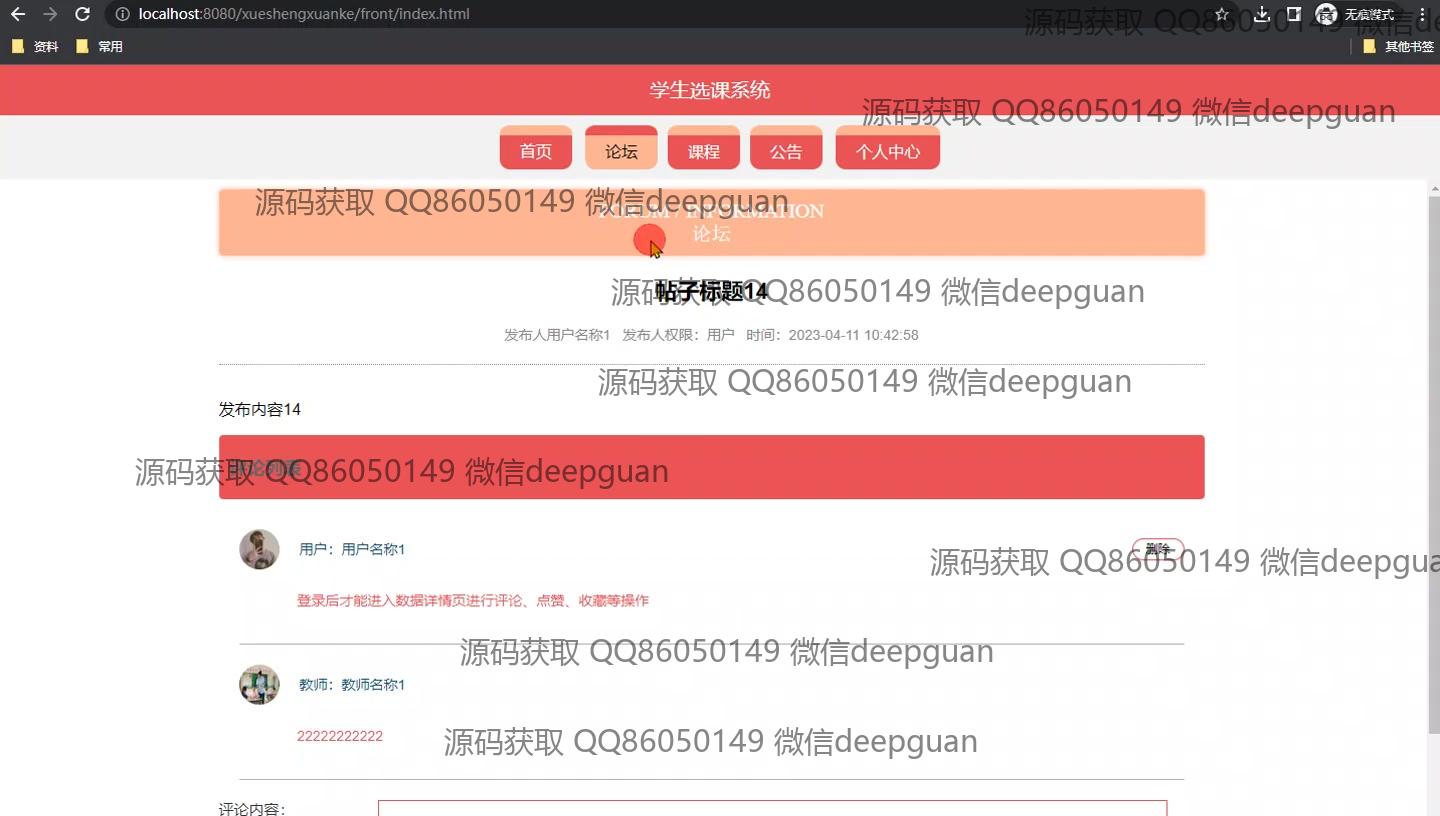 localhost:8080/xueshengxuanke/front/index.html
无痕模式
源码获取 QQ86050149 微信de
资料 常用 其他书签
学生选课系统
源码获取 QQ86050149 微信deepguan
首页 论坛 课程 公告 个人中心
源码获取 QQ86050149 微信deepguan
FORUM / INFORMATION
论坛
源码获取 QQ86050149 微信deepguan
帖子标题14
发布人用户名称1 发布人权限：用户 时间：2023-04-11 10:42:58
源码获取 QQ86050149 微信deepguan
发布内容14
评论列表
源码获取 QQ86050149 微信deepguan
用户：用户名称1
删除
源码获取 QQ86050149 微信deepgua
登录后才能进入数据详情页进行评论、点赞、收藏等操作
源码获取 QQ86050149 微信deepguan
教师：教师名称1
22222222222
源码获取 QQ86050149 微信deepguan
评论内容：